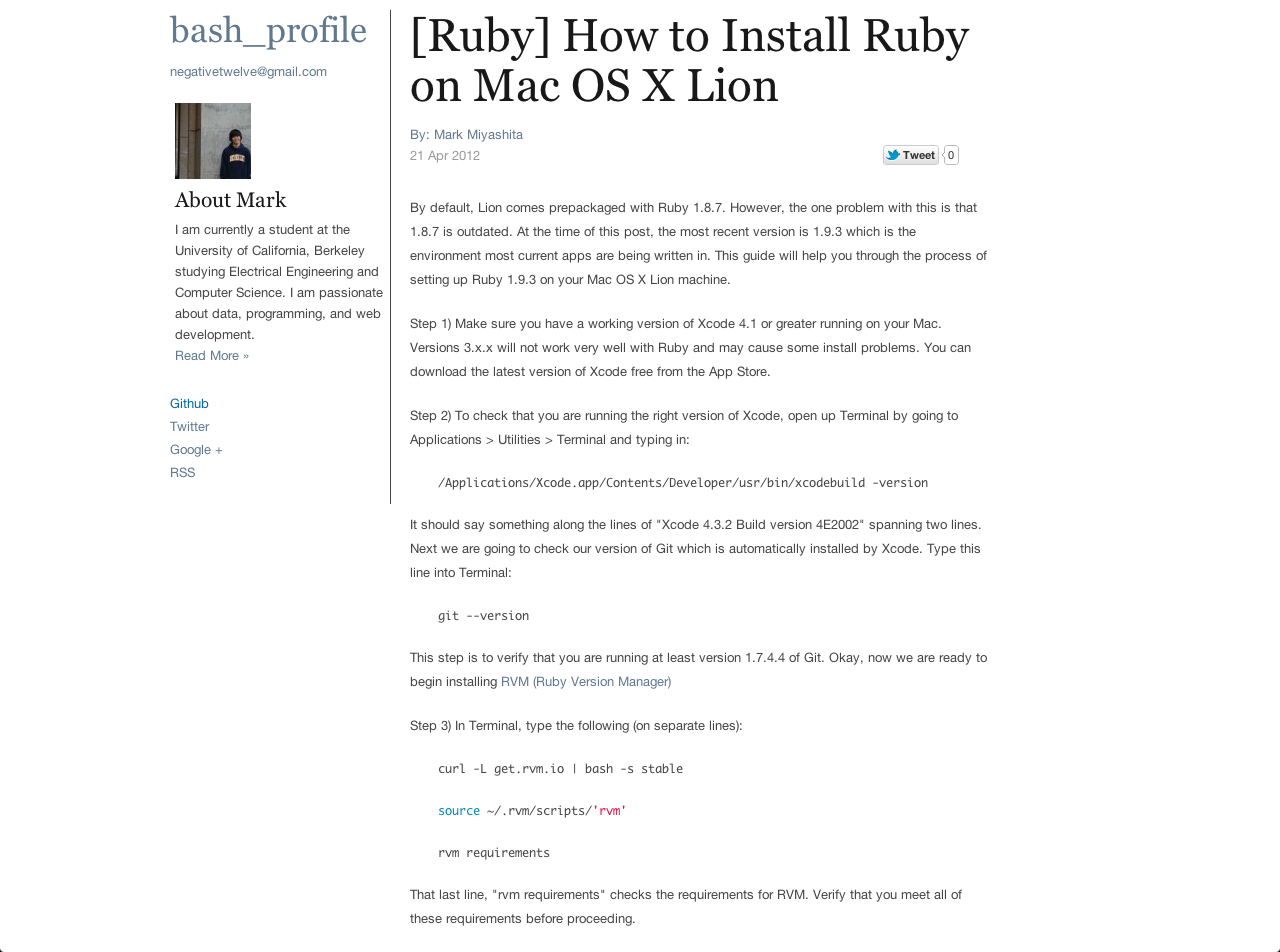 bash_profile
negativetwelve@gmail.com
About Mark
I am currently a student at the
University of California, Berkeley
studying Electrical Engineering and
Computer Science. I am passionate
about data, programming, and web
development.
Read More »
Github
Twitter
Google +
RSS
[Ruby] How to Install Ruby
on Mac OS X Lion
By: Mark Miyashita
21 Apr 2012
Tweet 0
By default, Lion comes prepackaged with Ruby 1.8.7. However, the one problem with this is that
1.8.7 is outdated. At the time of this post, the most recent version is 1.9.3 which is the
environment most current apps are being written in. This guide will help you through the process of
setting up Ruby 1.9.3 on your Mac OS X Lion machine.
Step 1) Make sure you have a working version of Xcode 4.1 or greater running on your Mac.
Versions 3.x.x will not work very well with Ruby and may cause some install problems. You can
download the latest version of Xcode free from the App Store.
Step 2) To check that you are running the right version of Xcode, open up Terminal by going to
Applications > Utilities > Terminal and typing in:
/Applications/Xcode.app/Contents/Developer/usr/bin/xcodebuild -version
It should say something along the lines of "Xcode 4.3.2 Build version 4E2002" spanning two lines.
Next we are going to check our version of Git which is automatically installed by Xcode. Type this
line into Terminal:
git --version
This step is to verify that you are running at least version 1.7.4.4 of Git. Okay, now we are ready to
begin installing RVM (Ruby Version Manager)
Step 3) In Terminal, type the following (on separate lines):
curl -L get.rvm.io | bash -s stable
source ~/.rvm/scripts/'rvm'
rvm requirements
That last line, "rvm requirements" checks the requirements for RVM. Verify that you meet all of
these requirements before proceeding.